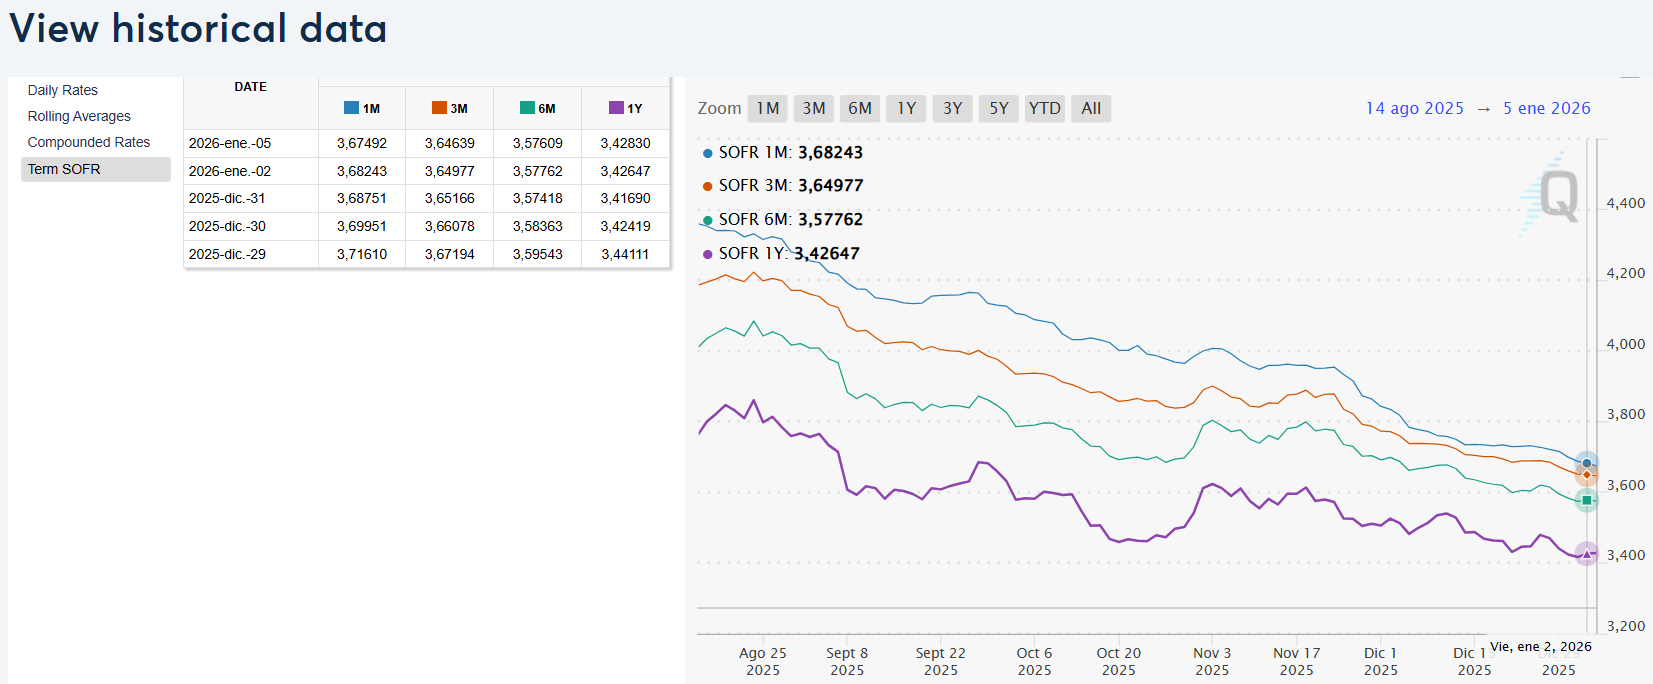 View historical data
Daily Rates
Rolling Averages
Compounded Rates
Term SOFR
DATE
1M 3M 6M 1Y
2026-ene.-05 3,67492 3,64639 3,57609 3,42830
2026-ene.-02 3,68243 3,64977 3,57762 3,42647
2025-dic.-31 3,68751 3,65166 3,57418 3,41690
2025-dic.-30 3,69951 3,66078 3,58363 3,42419
2025-dic.-29 3,71610 3,67194 3,59543 3,44111
Zoom 1M 3M 6M 1Y 3Y 5Y YTD All
14 ago 2025 → 5 ene 2026
SOFR 1M: 3,68243
SOFR 3M: 3,64977
SOFR 6M: 3,57762
SOFR 1Y: 3,42647
Q
4,400
4,200
4,000
3,800
3,600
3,400
3,200
Ago 25 2025
Sept 8 2025
Sept 22 2025
Oct 6 2025
Oct 20 2025
Nov 3 2025
Nov 17 2025
Dic 1 2025
Dic 1
2025
Vie, ene 2, 2026
2025